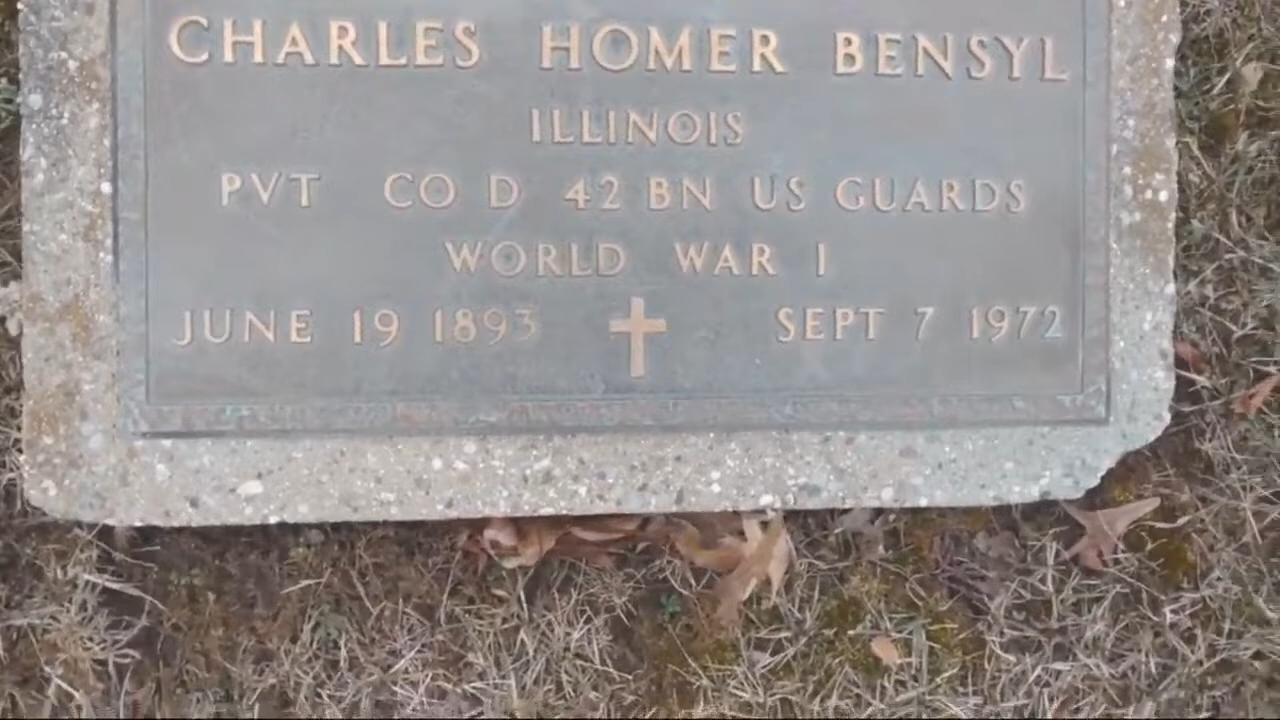 CHARLES HOMER BENSYL
ILLINOIS
PVT CO D 42 BN US GUARDS
WORLD WAR I
JUNE 19 1893 SEPT 7 1972